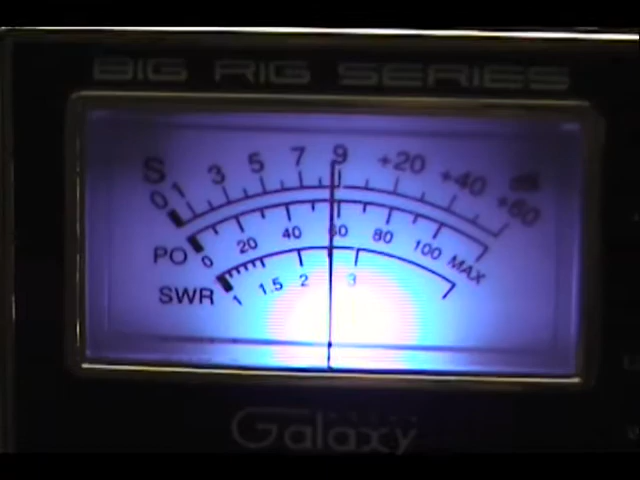 BIG RIG SERIES
S 0 1 3 5 7 9 +20 +40 +60 dB
PO 0 20 40 60 80 100 MAX
SWR 1 1.5 2 3
Galaxy